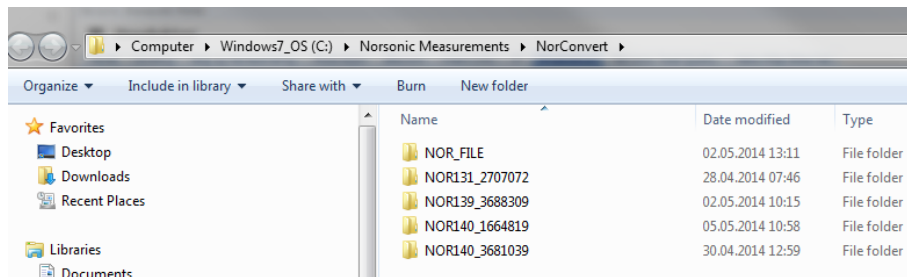 Computer Windows7_OS (C:) Norsonic Measurements NorConvert
Organize Include in library Share with Burn New folder
Favorites
Desktop
Downloads
Recent Places
Libraries
Documents
Name Date modified Type
NOR_FILE 02.05.2014 13:11 File folder
NOR131_2707072 28.04.2014 07:46 File folder
NOR139_3688309 02.05.2014 10:15 File folder
NOR140_1664819 05.05.2014 10:58 File folder
NOR140_3681039 30.04.2014 12:59 File folder